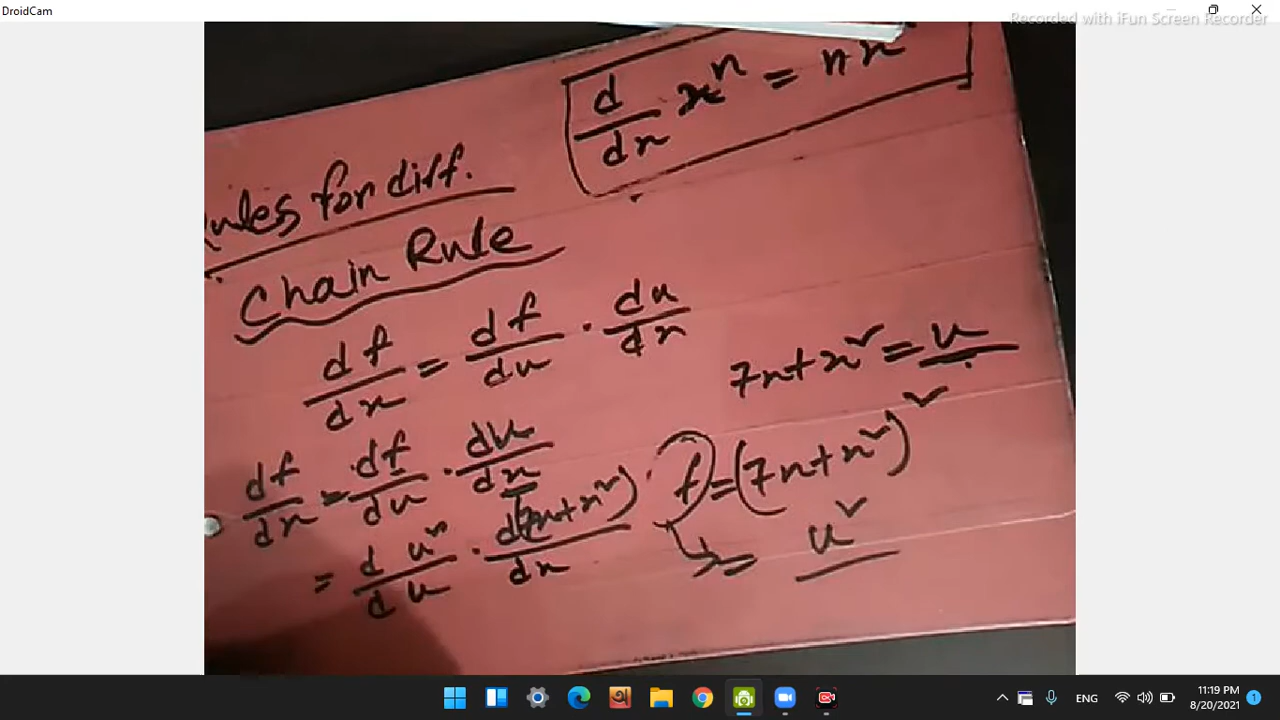 DroidCam
Recorded with iFun Screen Recorder
d/dx x^n = nx
Rules for diff.
Chain Rule
df/dx = df/du · du/dx
7x+x² = u
df/dx = df/du · du/dx
f = (7x+x²)²
= d u²/du · d(7x+x²)/dx
= u²
ENG
11:19 PM
8/20/2021
1